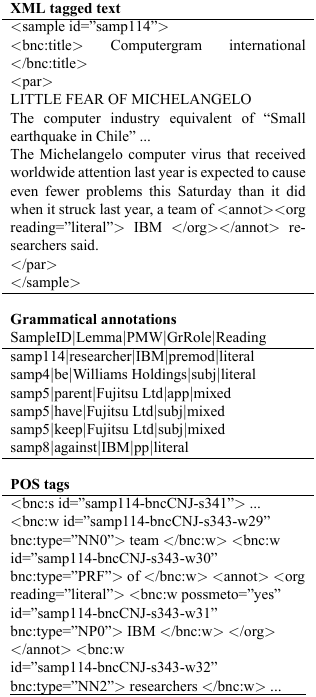 XML tagged text
<sample id=”samp114”>
<bnc:title> Computergram international
</bnc:title>
<par>
LITTLE FEAR OF MICHELANGELO
The computer industry equivalent of “Small
earthquake in Chile” ...
The Michelangelo computer virus that received
worldwide attention last year is expected to cause
even fewer problems this Saturday than it did
when it struck last year, a team of <annot><org
reading=”literal”> IBM </org></annot> re-
searchers said.
</par>
</sample>
Grammatical annotations
SampleID|Lemma|PMW|GrRole|Reading
samp114|researcher|IBM|premod|literal
samp4|be|Williams Holdings|subj|literal
samp5|parent|Fujitsu Ltd|app|mixed
samp5|have|Fujitsu Ltd|subj|mixed
samp5|keep|Fujitsu Ltd|subj|mixed
samp8|against|IBM|pp|literal
POS tags
<bnc:s id=”samp114-bncCNJ-s341”> ...
<bnc:w id=”samp114-bncCNJ-s343-w29”
bnc:type=”NN0”> team </bnc:w> <bnc:w
id=”samp114-bncCNJ-s343-w30”
bnc:type=”PRF”> of </bnc:w> <annot> <org
reading=”literal”> <bnc:w possmeto=”yes”
id=”samp114-bncCNJ-s343-w31”
bnc:type=”NP0”> IBM </bnc:w> </org>
</annot> <bnc:w
id=”samp114-bncCNJ-s343-w32”
bnc:type=”NN2”> researchers </bnc:w> ...